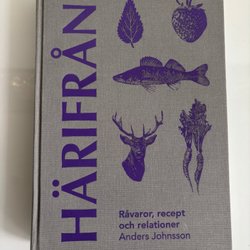 HÄRIFRÅN
Råvaror, recept
och relationer
Anders Johnsson